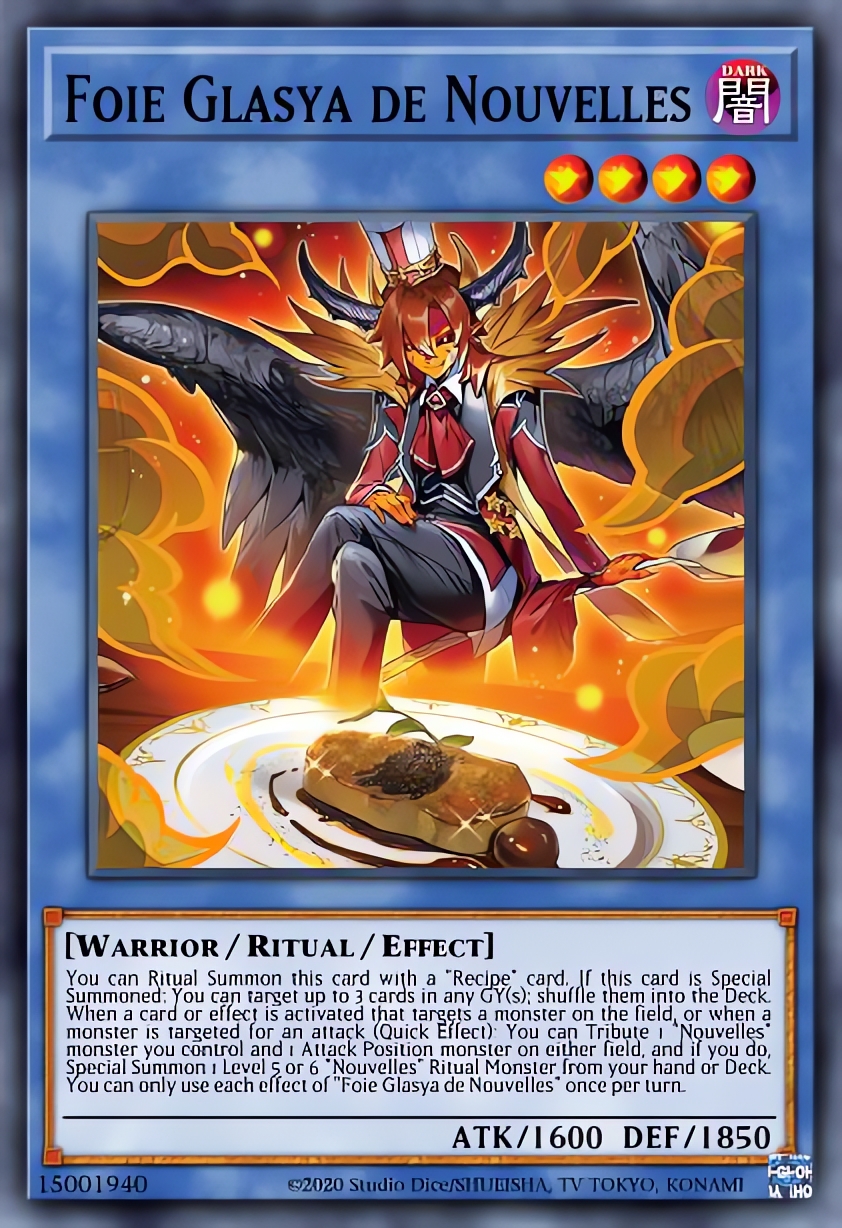 Foie Glasya de Nouvelles
DARK
闇
[Warrior / Ritual / Effect]
You can Ritual Summon this card with a "Recipe" card. If this card is Special
Summoned: You can target up to 3 cards in any GY(s); shuffle them into the Deck.
When a card or effect is activated that targets a monster on the field, or when a
monster is targeted for an attack (Quick Effect): You can Tribute 1 "Nouvelles"
monster you control and 1 Attack Position monster on either field, and if you do,
Special Summon 1 Level 5 or 6 "Nouvelles" Ritual Monster from your hand or Deck.
You can only use each effect of "Foie Glasya de Nouvelles" once per turn.
ATK/1600 DEF/1850
15001940
©2020 Studio Dice/SHUEISHA, TV TOKYO, KONAMI